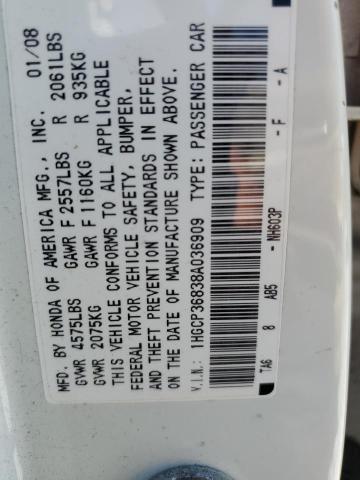 MFD. BY HONDA OF AMERICA MFG., INC. 01/08
GVWR 4575LBS GAWR F 2557LBS R 2061LBS
GVWR 2075KG GAWR F 1160KG R 935KG
THIS VEHICLE CONFORMS TO ALL APPLICABLE
FEDERAL MOTOR VEHICLE SAFETY, BUMPER,
AND THEFT PREVENTION STANDARDS IN EFFECT
ON THE DATE OF MANUFACTURE SHOWN ABOVE.
V.I.N.: 1HGCP36838A036909 TYPE: PASSENGER CAR
TA6 8 AB5- NH603P - F - A